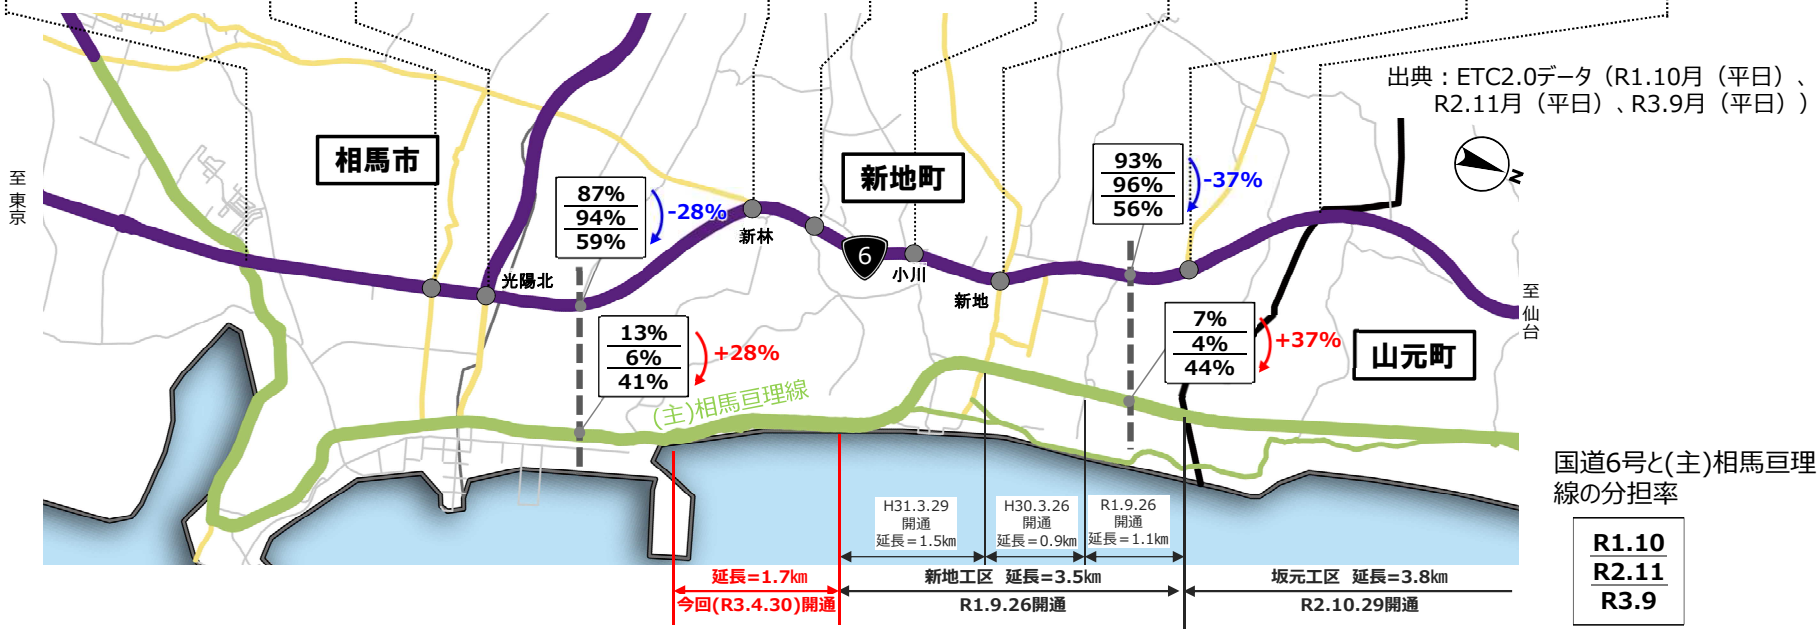 出典：ETC2.0データ（R1.10月（平日）、
R2.11月（平日）、R3.9月（平日））
N
至東京
相馬市
新地町
山元町
至仙台
87%
94%
59%
-28%
93%
96%
56%
-37%
新林
6
小川
新地
光陽北
13%
6%
41%
+28%
7%
4%
44%
+37%
(主)相馬亘理線
国道6号と(主)相馬亘理
線の分担率
R1.10
R2.11
R3.9
H31.3.29
開通
延長＝1.5㎞
H30.3.26
開通
延長＝0.9㎞
R1.9.26
開通
延長＝1.1㎞
延長=1.7㎞
今回(R3.4.30)開通
新地工区 延長=3.5㎞
R1.9.26開通
坂元工区 延長=3.8㎞
R2.10.29開通